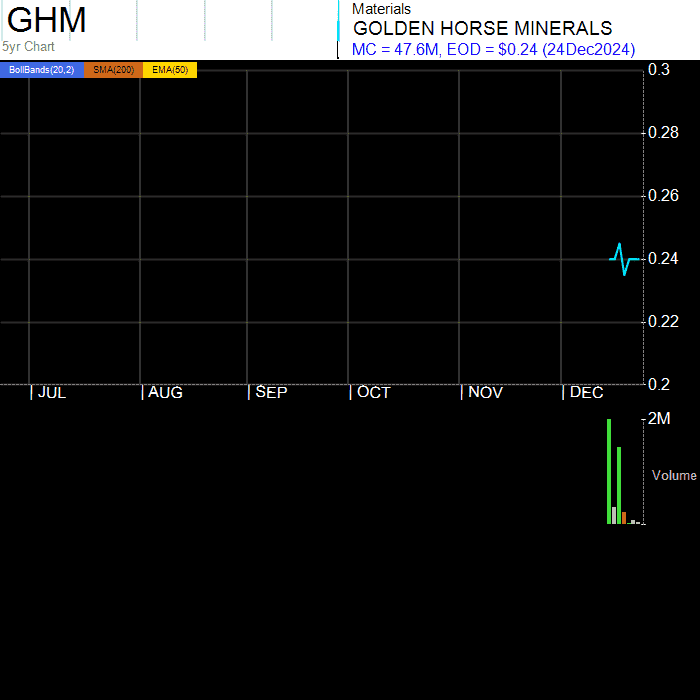 GHM
5yr Chart
Materials
GOLDEN HORSE MINERALS
MC = 47.6M, EOD = $0.24 (24Dec2024)
BollBands(20,2) SMA(200) EMA(50)
0.3
0.28
0.26
0.24
0.22
0.2
JUL AUG SEP OCT NOV DEC
2M
Volume